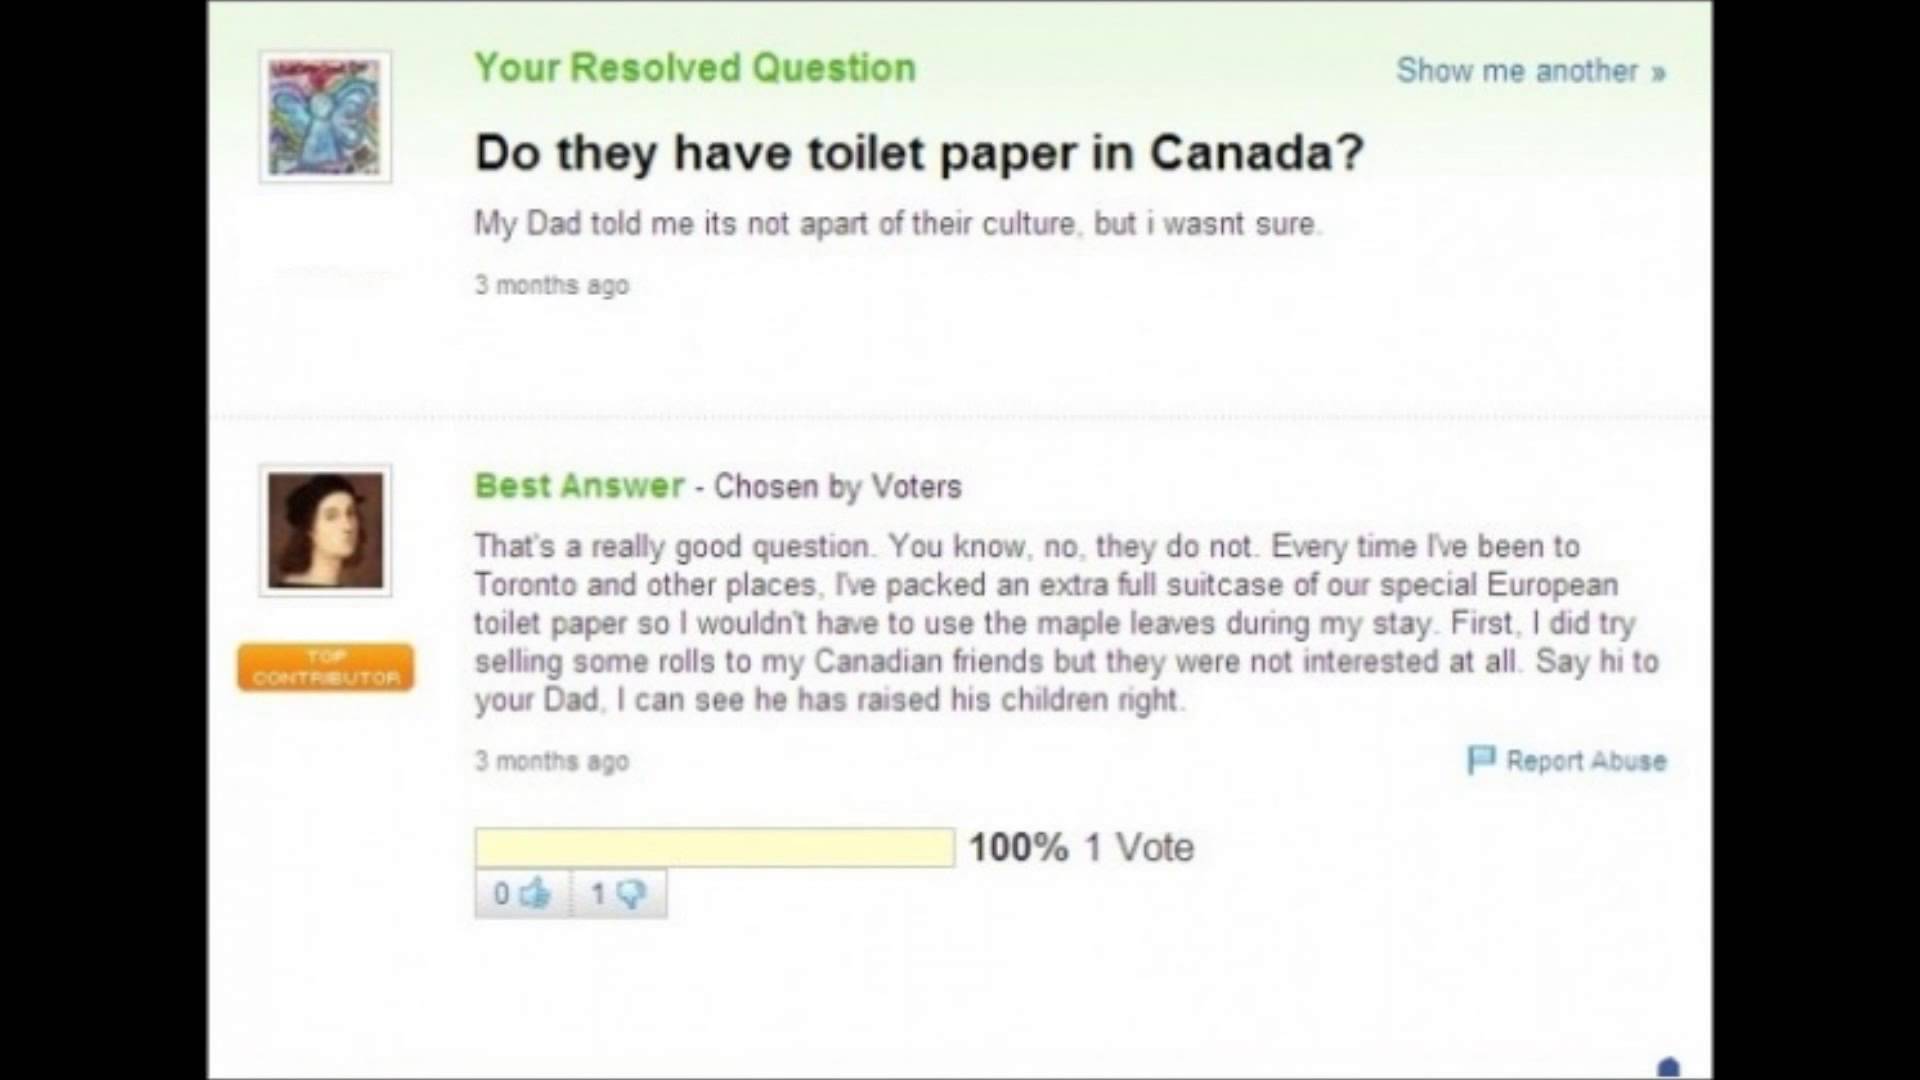 Your Resolved Question
Show me another »
Do they have toilet paper in Canada?
My Dad told me its not apart of their culture, but i wasnt sure.
3 months ago
Best Answer - Chosen by Voters
That's a really good question. You know, no, they do not. Every time I've been to
Toronto and other places, I've packed an extra full suitcase of our special European
toilet paper so I wouldn't have to use the maple leaves during my stay. First, I did try
selling some rolls to my Canadian friends but they were not interested at all. Say hi to
your Dad, I can see he has raised his children right.
TOP
CONTRIBUTOR
3 months ago
Report Abuse
100% 1 Vote
0 1